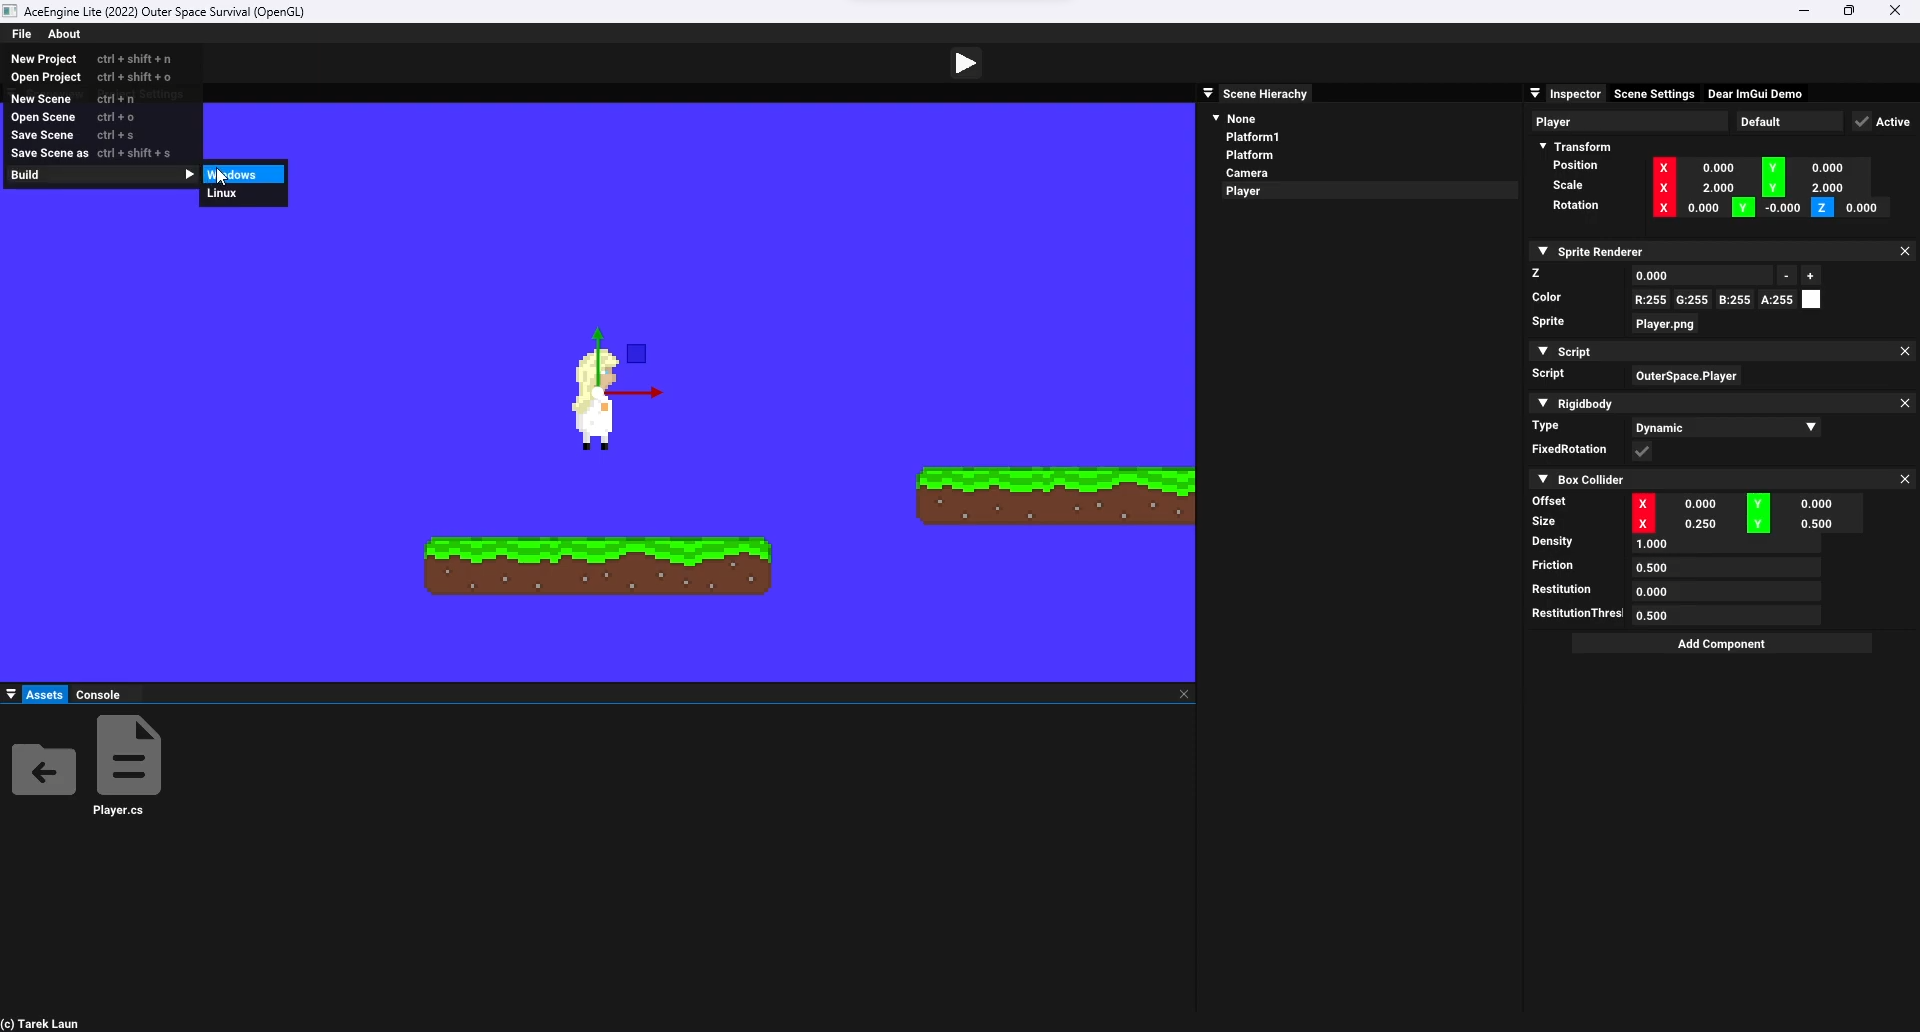 AceEngine Lite (2022) Outer Space Survival (OpenGL)
File About
New Project ctrl + shift + n
Open Project ctrl + shift + o
Settings
New Scene ctrl + n
Open Scene ctrl + o
Save Scene ctrl + s
Save Scene as ctrl + shift + s
Build
Windows
Linux
Scene Hierachy
None
Platform1
Platform
Camera
Player
Inspector Scene Settings Dear ImGui Demo
Player Default Active
Transform
Position X 0.000 Y 0.000
Scale X 2.000 Y 2.000
Rotation X 0.000 Y -0.000 Z 0.000
Sprite Renderer
Z 0.000 - +
Color R:255 G:255 B:255 A:255
Sprite Player.png
Script
Script OuterSpace.Player
Rigidbody
Type Dynamic
FixedRotation
Box Collider
Offset X 0.000 Y 0.000
Size X 0.250 Y 0.500
Density 1.000
Friction 0.500
Restitution 0.000
RestitutionThres 0.500
Add Component
Assets Console
Player.cs
(c) Tarek Laun